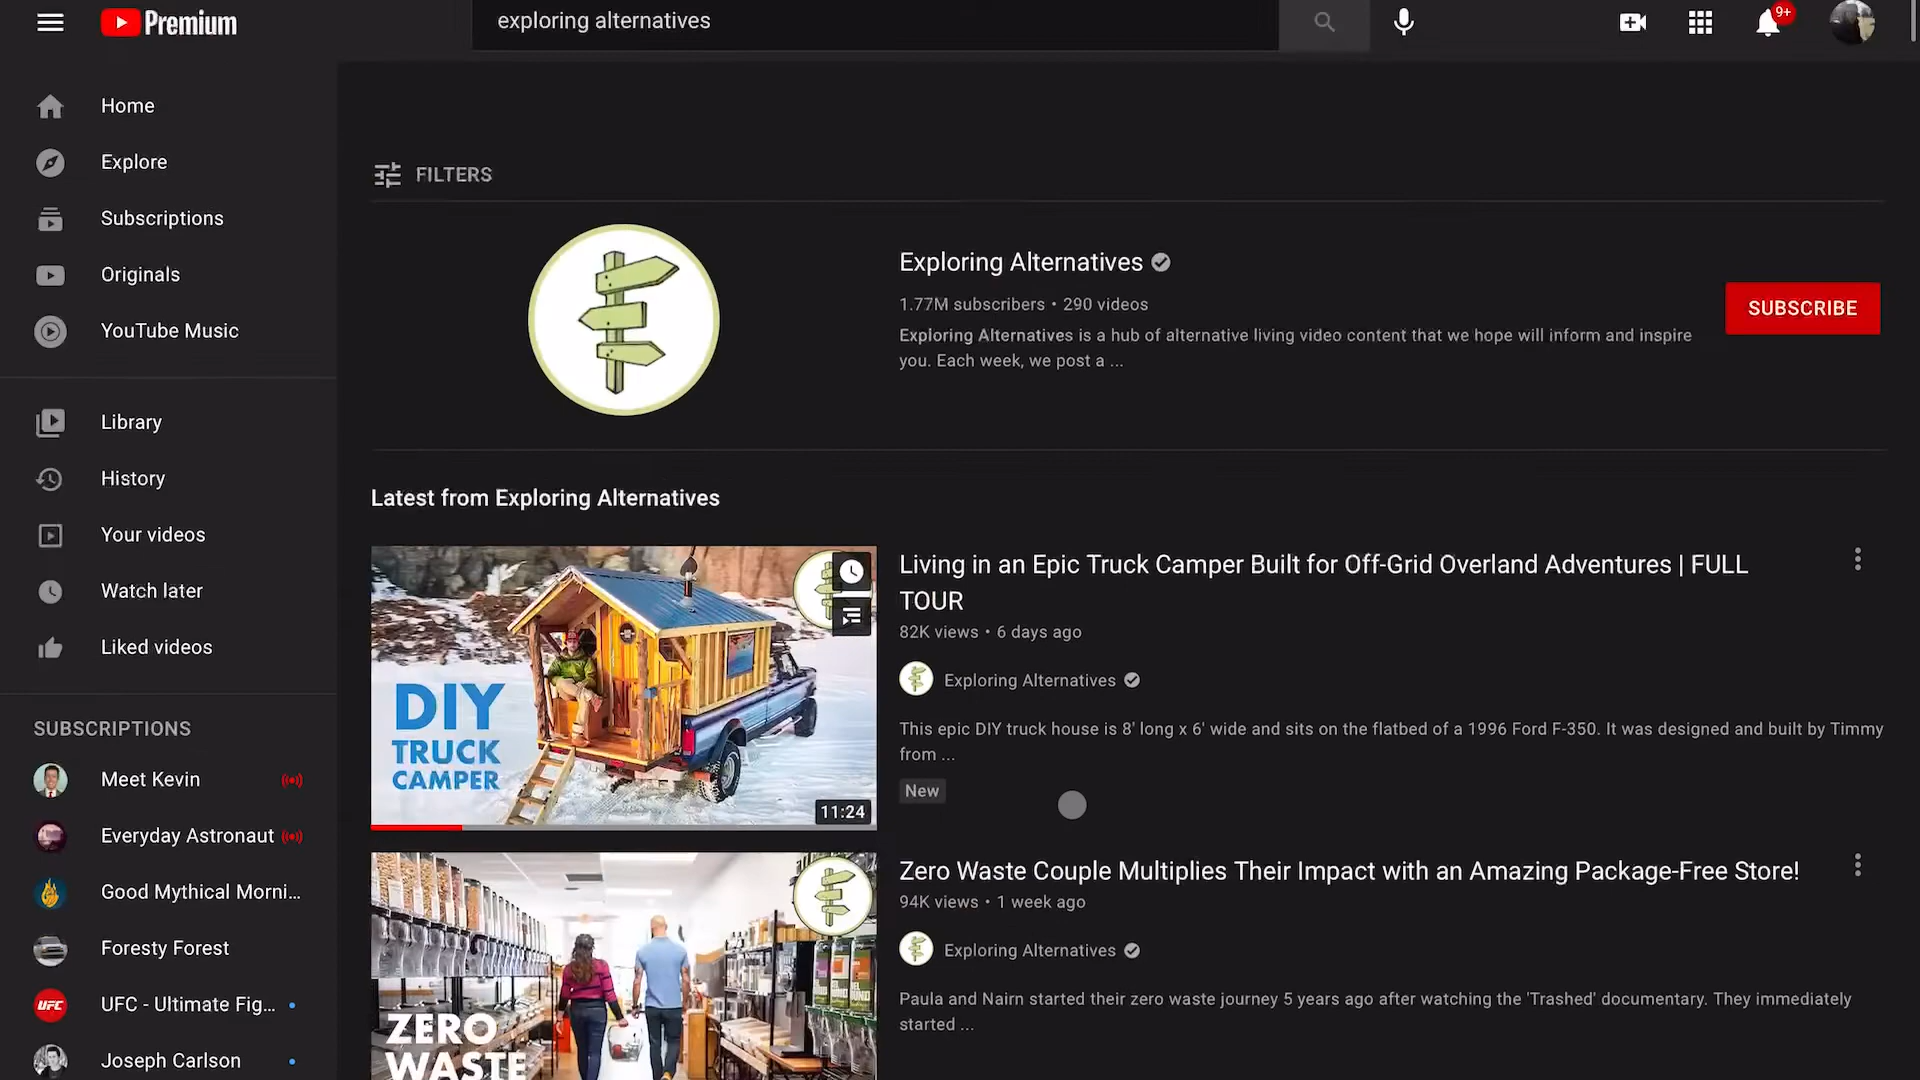 Premium
exploring alternatives
9+
Home
Explore
Subscriptions
Originals
YouTube Music
Library
History
Your videos
Watch later
Liked videos
SUBSCRIPTIONS
Meet Kevin
Everyday Astronaut
Good Mythical Morni...
Foresty Forest
UFC
UFC - Ultimate Fig...
Joseph Carlson
FILTERS
Exploring Alternatives
1.77M subscribers • 290 videos
Exploring Alternatives is a hub of alternative living video content that we hope will inform and inspire
you. Each week, we post a ...
SUBSCRIBE
Latest from Exploring Alternatives
DIY
TRUCK
CAMPER
11:24
Living in an Epic Truck Camper Built for Off-Grid Overland Adventures | FULL
TOUR
82K views • 6 days ago
Exploring Alternatives
This epic DIY truck house is 8' long x 6' wide and sits on the flatbed of a 1996 Ford F-350. It was designed and built by Timmy
from ...
New
ZERO
WASTE
Zero Waste Couple Multiplies Their Impact with an Amazing Package-Free Store!
94K views • 1 week ago
Exploring Alternatives
Paula and Nairn started their zero waste journey 5 years ago after watching the 'Trashed' documentary. They immediately
started ...